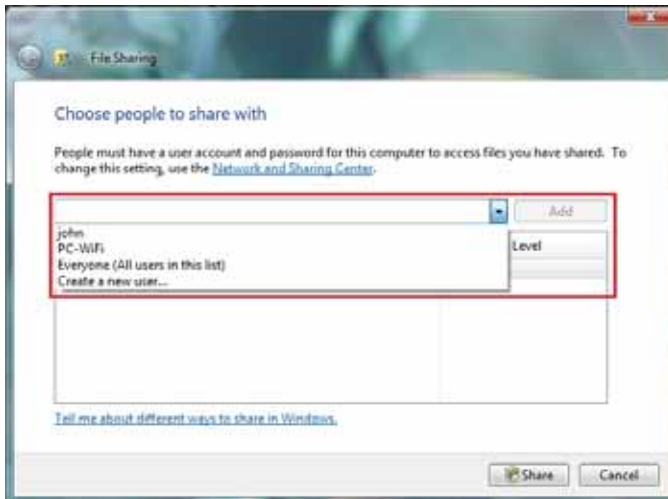 File Sharing
Choose people to share with
People must have a user account and password for this computer to access files you have shared. To
change this setting, use the Network and Sharing Center.
Add
john
PC-WiFi
Everyone (All users in this list)
Create a new user...
Level
Tell me about different ways to share in Windows.
Share
Cancel